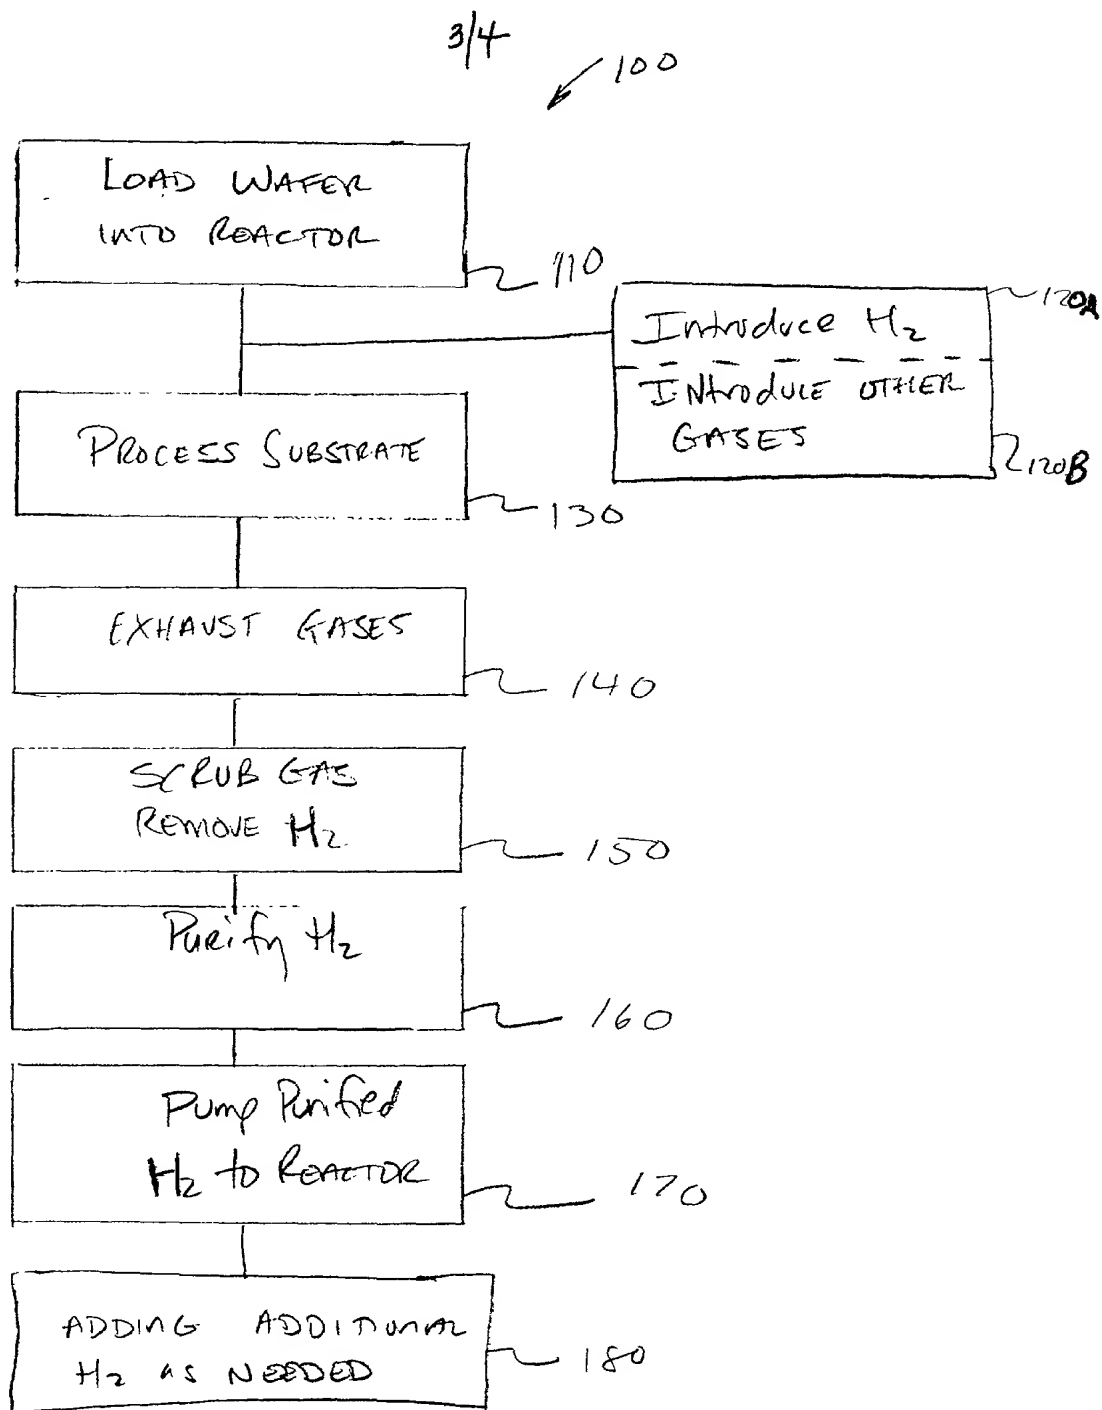 3/4
100
LOAD WAFER
INTO REACTOR
110
120A
Introduce H₂
INtroduce OTHER
GASES
120B
PROCESS SUBSTRATE
130
EXHAUST GASES
140
SCRUB GAS
REMOVE H₂
150
Purify H₂
160
Pump Purified
H₂ to REACTOR
170
ADDING ADDITIONAL
H₂ AS NEEDED
180